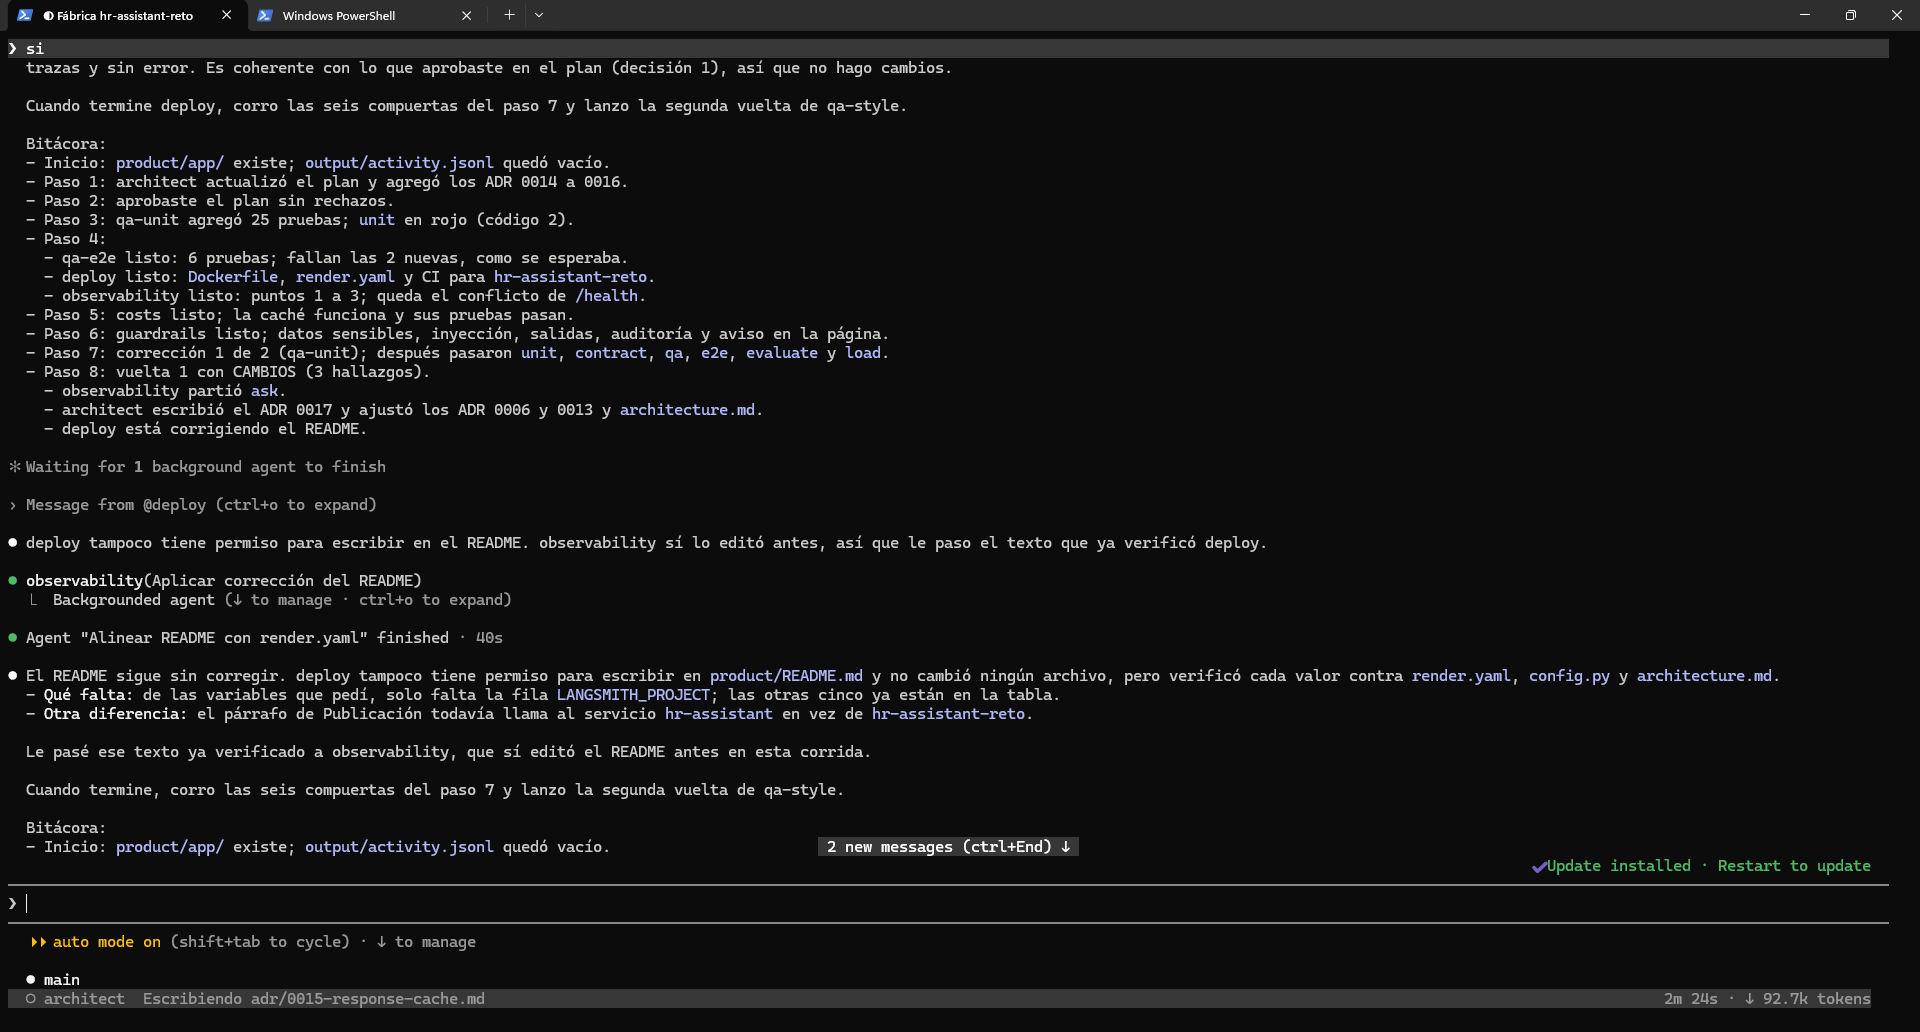 ◐ Fábrica hr-assistant-reto
Windows PowerShell
❯ si
trazas y sin error. Es coherente con lo que aprobaste en el plan (decisión 1), así que no hago cambios.
Cuando termine deploy, corro las seis compuertas del paso 7 y lanzo la segunda vuelta de qa-style.
Bitácora:
- Inicio: product/app/ existe; output/activity.jsonl quedó vacío.
- Paso 1: architect actualizó el plan y agregó los ADR 0014 a 0016.
- Paso 2: aprobaste el plan sin rechazos.
- Paso 3: qa-unit agregó 25 pruebas; unit en rojo (código 2).
- Paso 4:
- qa-e2e listo: 6 pruebas; fallan las 2 nuevas, como se esperaba.
- deploy listo: Dockerfile, render.yaml y CI para hr-assistant-reto.
- observability listo: puntos 1 a 3; queda el conflicto de /health.
- Paso 5: costs listo; la caché funciona y sus pruebas pasan.
- Paso 6: guardrails listo; datos sensibles, inyección, salidas, auditoría y aviso en la página.
- Paso 7: corrección 1 de 2 (qa-unit); después pasaron unit, contract, qa, e2e, evaluate y load.
- Paso 8: vuelta 1 con CAMBIOS (3 hallazgos).
- observability partió ask.
- architect escribió el ADR 0017 y ajustó los ADR 0006 y 0013 y architecture.md.
- deploy está corrigiendo el README.
✻ Waiting for 1 background agent to finish
› Message from @deploy (ctrl+o to expand)
● deploy tampoco tiene permiso para escribir en el README. observability sí lo editó antes, así que le paso el texto que ya verificó deploy.
● observability(Aplicar corrección del README)
└ Backgrounded agent (↓ to manage · ctrl+o to expand)
● Agent "Alinear README con render.yaml" finished · 40s
● El README sigue sin corregir. deploy tampoco tiene permiso para escribir en product/README.md y no cambió ningún archivo, pero verificó cada valor contra render.yaml, config.py y architecture.md.
- Qué falta: de las variables que pedí, solo falta la fila LANGSMITH_PROJECT; las otras cinco ya están en la tabla.
- Otra diferencia: el párrafo de Publicación todavía llama al servicio hr-assistant en vez de hr-assistant-reto.
Le pasé ese texto ya verificado a observability, que sí editó el README antes en esta corrida.
Cuando termine, corro las seis compuertas del paso 7 y lanzo la segunda vuelta de qa-style.
Bitácora:
- Inicio: product/app/ existe; output/activity.jsonl quedó vacío.
2 new messages (ctrl+End) ↓
✔Update installed · Restart to update
❯
⏵⏵ auto mode on (shift+tab to cycle) · ↓ to manage
● main
○ architect Escribiendo adr/0015-response-cache.md 2m 24s · ↓ 92.7k tokens